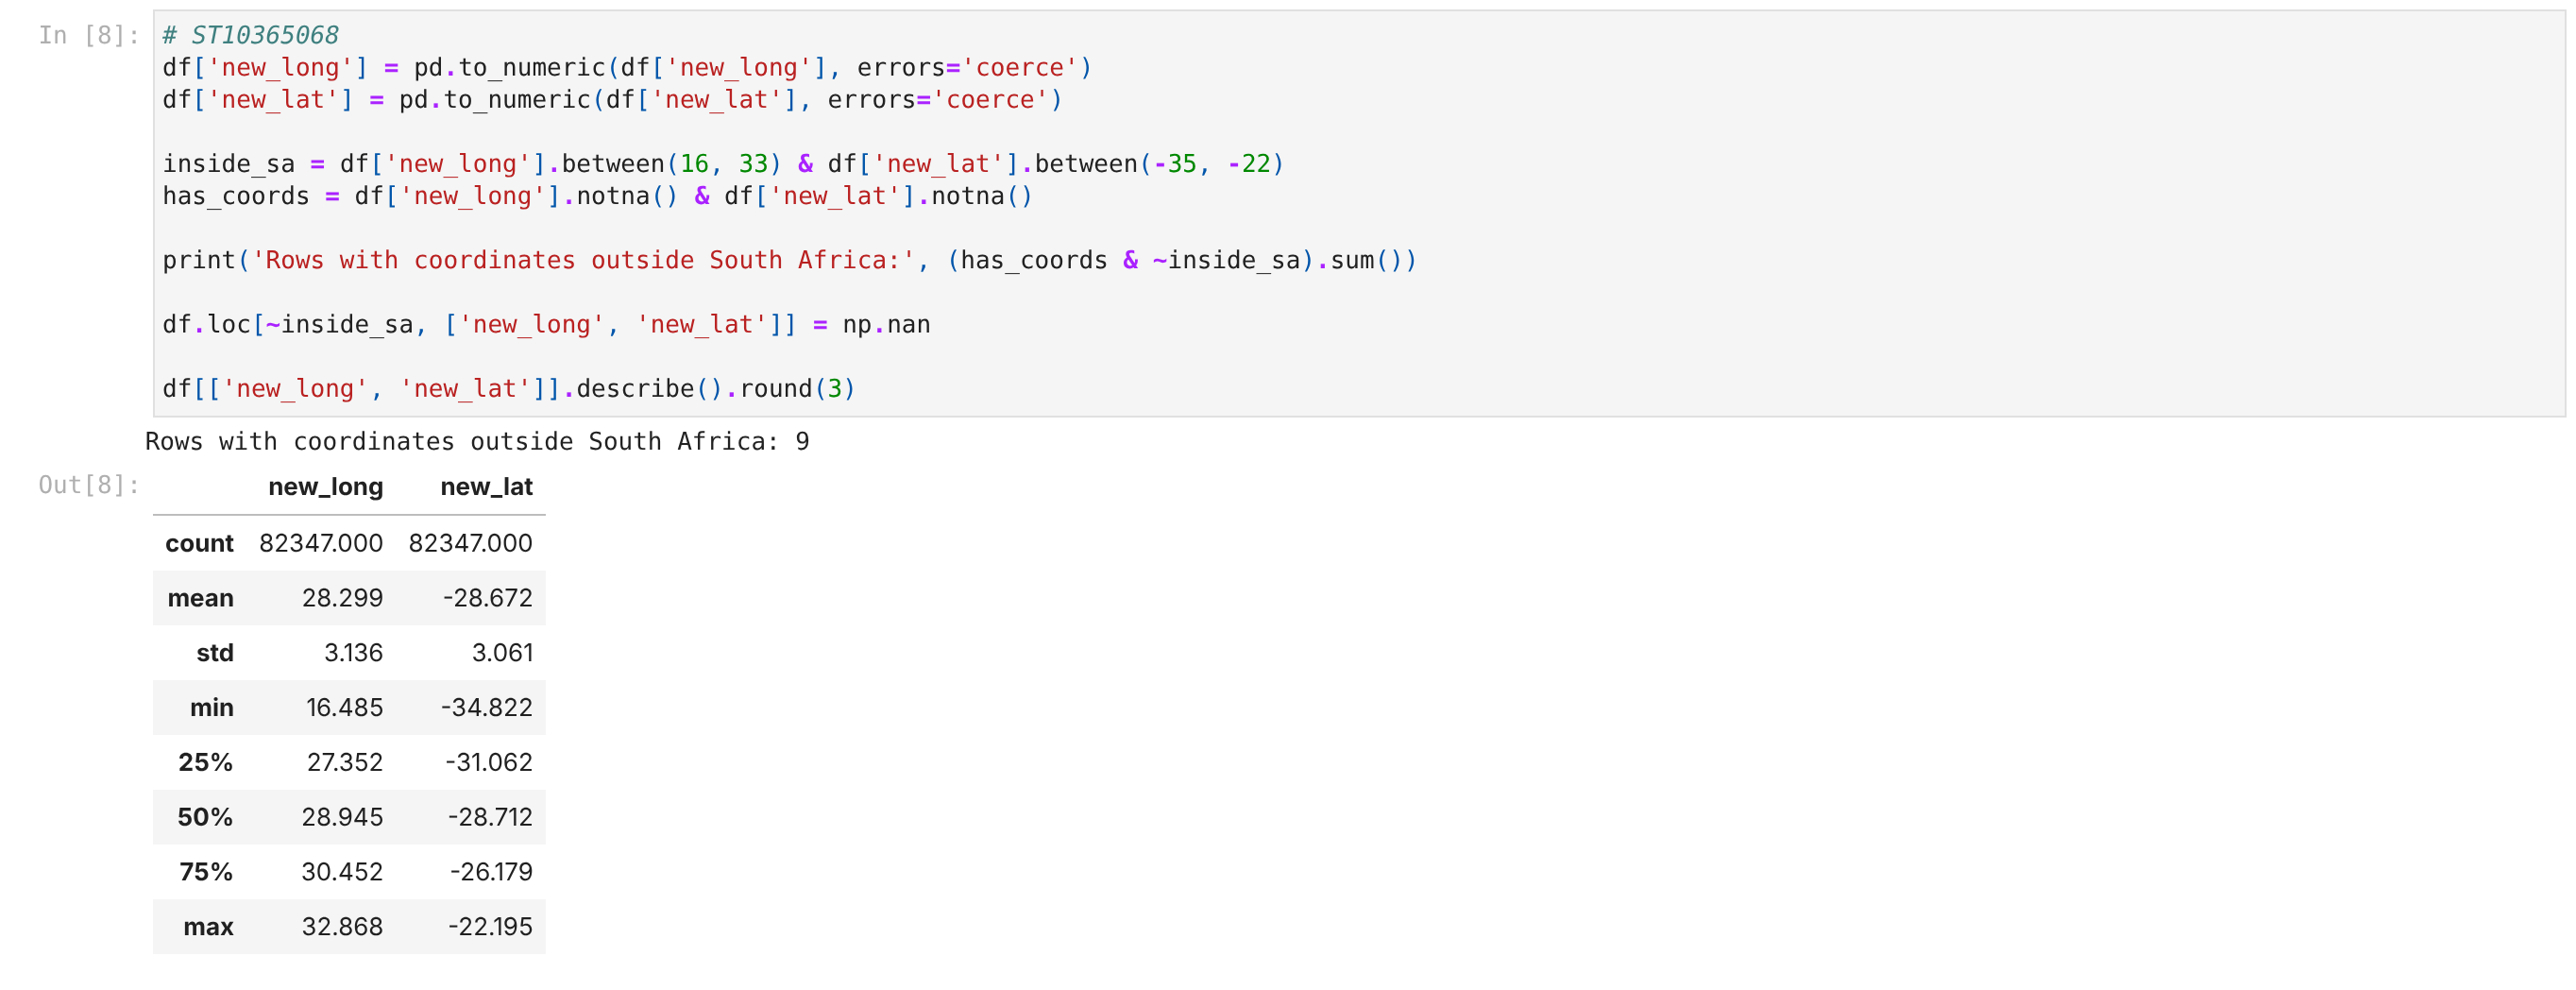 In [8]:
# ST10365068
df['new_long'] = pd.to_numeric(df['new_long'], errors='coerce')
df['new_lat'] = pd.to_numeric(df['new_lat'], errors='coerce')
inside_sa = df['new_long'].between(16, 33) & df['new_lat'].between(-35, -22)
has_coords = df['new_long'].notna() & df['new_lat'].notna()
print('Rows with coordinates outside South Africa:', (has_coords & ~inside_sa).sum())
df.loc[~inside_sa, ['new_long', 'new_lat']] = np.nan
df[['new_long', 'new_lat']].describe().round(3)
Rows with coordinates outside South Africa: 9
Out[8]:
new_long new_lat
count 82347.000 82347.000
mean 28.299 -28.672
std 3.136 3.061
min 16.485 -34.822
25% 27.352 -31.062
50% 28.945 -28.712
75% 30.452 -26.179
max 32.868 -22.195